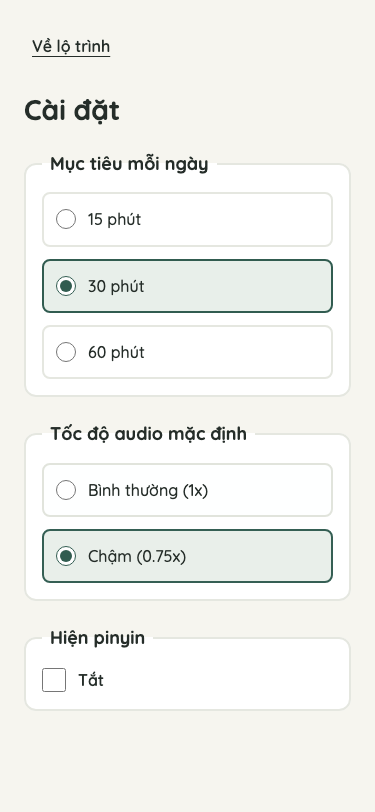 Về lộ trình
Cài đặt
Mục tiêu mỗi ngày
15 phút
30 phút
60 phút
Tốc độ audio mặc định
Bình thường (1x)
Chậm (0.75x)
Hiện pinyin
Tắt